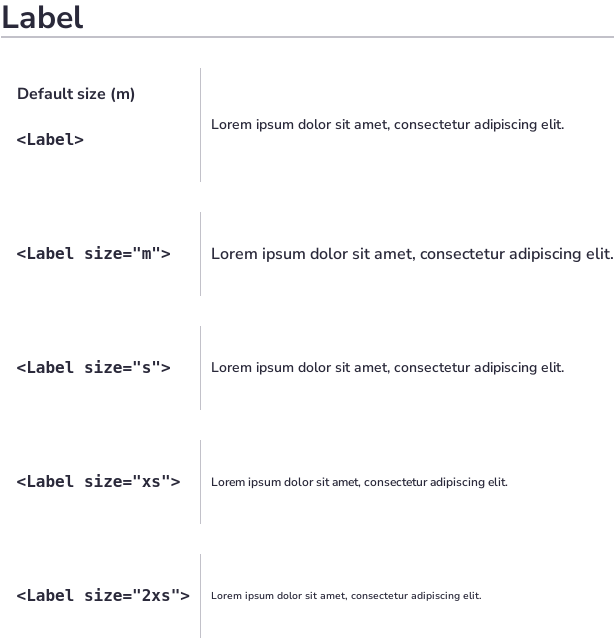 Label
Default size (m)
<Label>
Lorem ipsum dolor sit amet, consectetur adipiscing elit.
<Label size="m">
Lorem ipsum dolor sit amet, consectetur adipiscing elit.
<Label size="s">
Lorem ipsum dolor sit amet, consectetur adipiscing elit.
<Label size="xs">
Lorem ipsum dolor sit amet, consectetur adipiscing elit.
<Label size="2xs">
Lorem ipsum dolor sit amet, consectetur adipiscing elit.